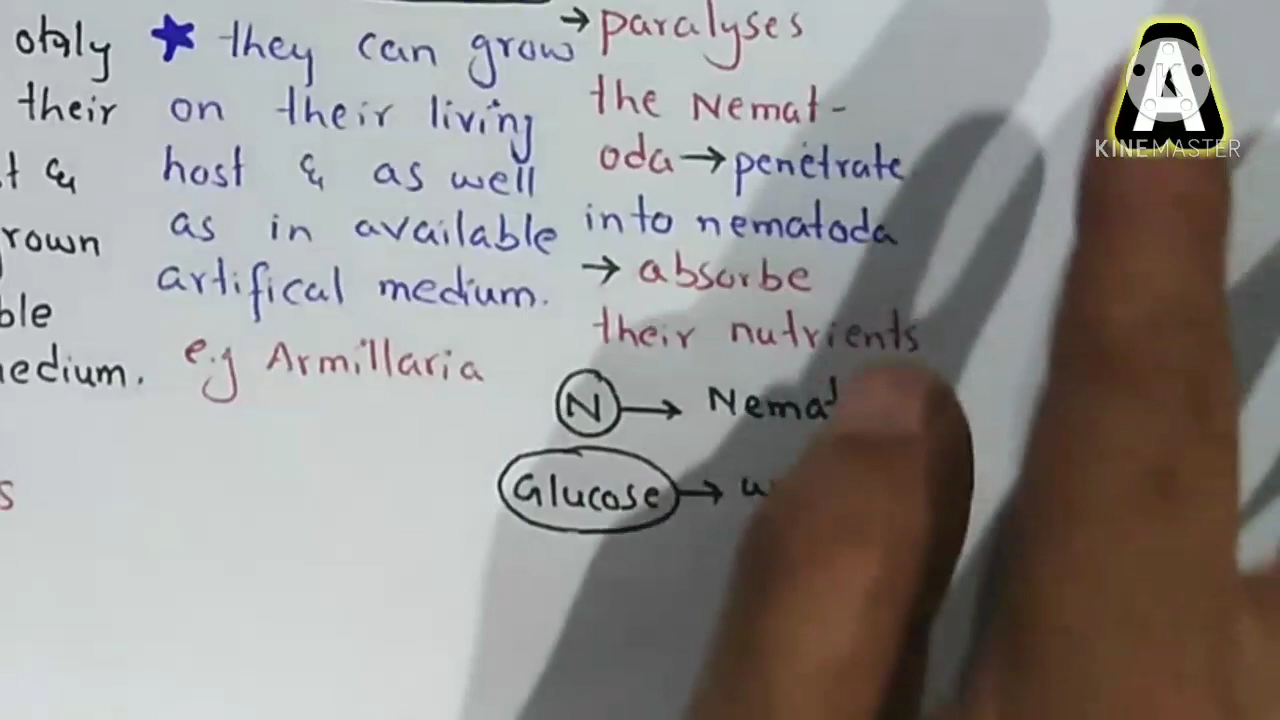 otaly
their
&
rown
ble
edium.
s
★ they can grow
on their living
host & as well
as in available
artifical medium.
e.g Armillaria
→ paralyses
the Nemat-
oda → penetrate
into nematoda
→ absorbe
their nutrients
N → Nemat
Glucose →
KINEMASTER